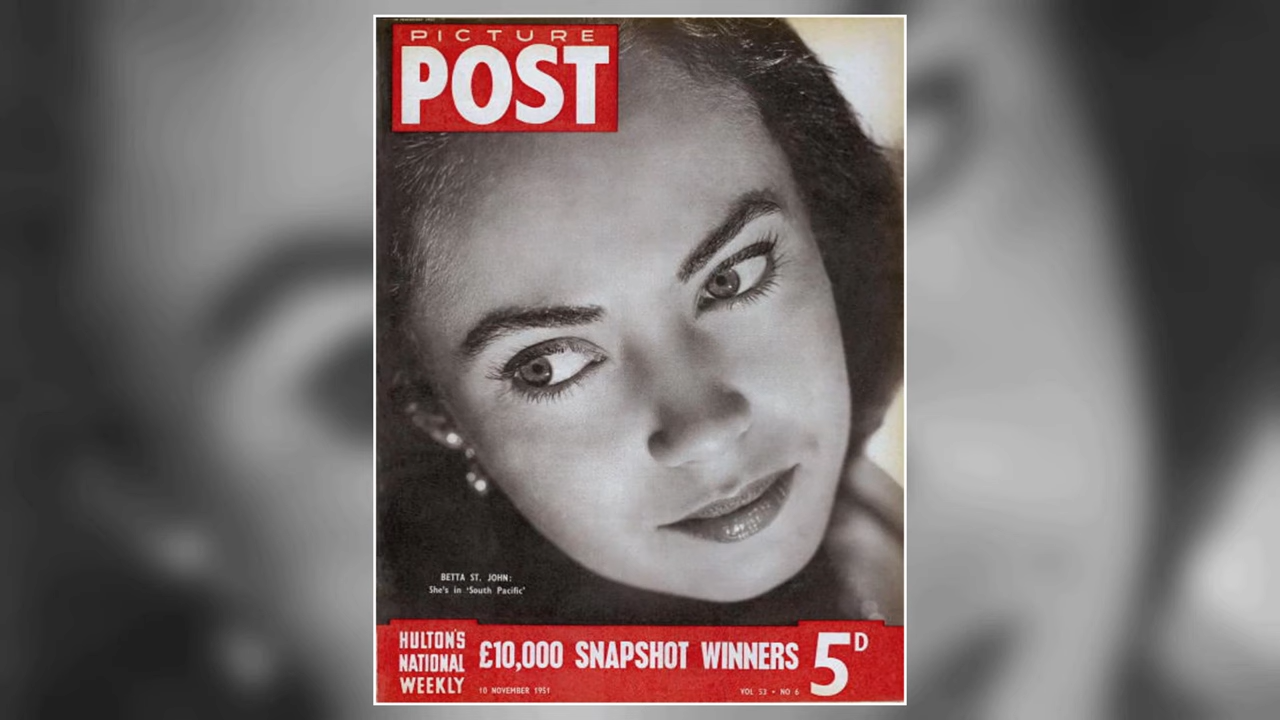 PICTURE
POST
BETTA ST. JOHN:
She's in 'South Pacific'
HULTON'S
NATIONAL
WEEKLY
£10,000 SNAPSHOT WINNERS
5D
10 NOVEMBER 1951
VOL 53 • NO 6